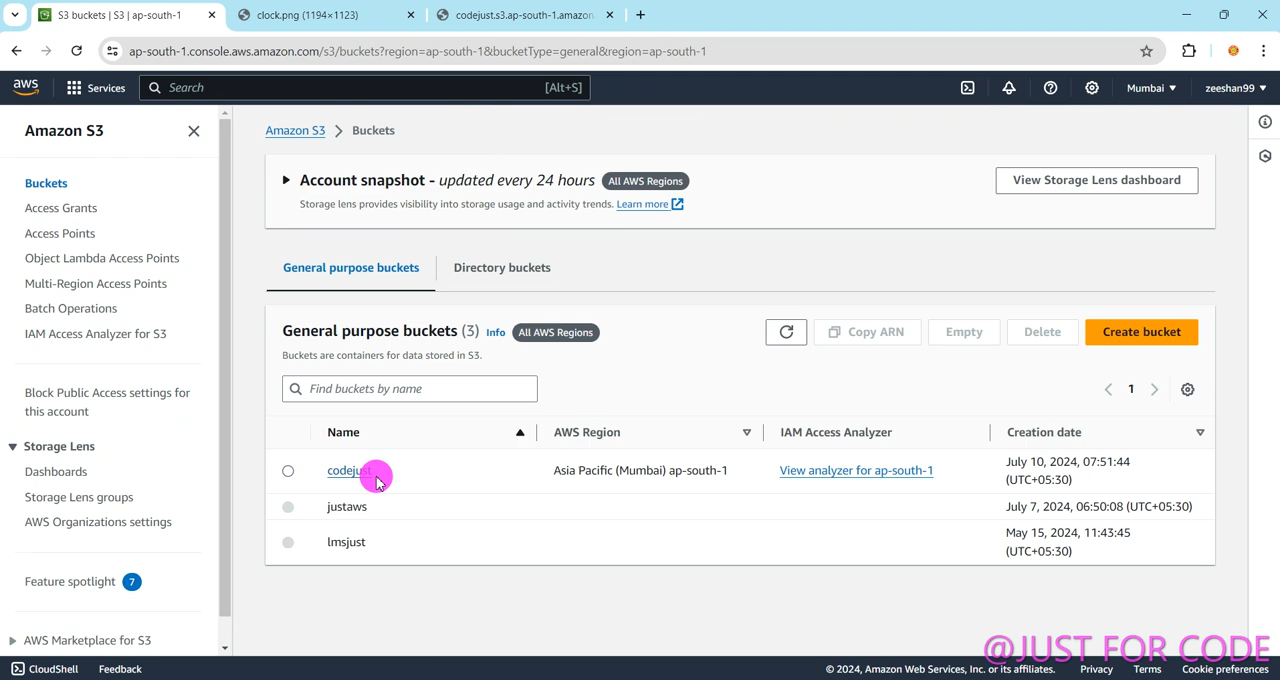 S3 buckets | S3 | ap-south-1
clock.png (1194×1123)
codejust.s3.ap-south-1.amazon
ap-south-1.console.aws.amazon.com/s3/buckets?region=ap-south-1&bucketType=general&region=ap-south-1
aws Services Search [Alt+S] Mumbai ▼ zeeshan99 ▼
Amazon S3
Buckets
Access Grants
Access Points
Object Lambda Access Points
Multi-Region Access Points
Batch Operations
IAM Access Analyzer for S3
Block Public Access settings for
this account
Storage Lens
Dashboards
Storage Lens groups
AWS Organizations settings
Feature spotlight 7
AWS Marketplace for S3
Amazon S3 > Buckets
Account snapshot - updated every 24 hours All AWS Regions
Storage lens provides visibility into storage usage and activity trends. Learn more
View Storage Lens dashboard
General purpose buckets Directory buckets
General purpose buckets (3) Info All AWS Regions
Buckets are containers for data stored in S3.
Copy ARN Empty Delete Create bucket
Find buckets by name
1
Name AWS Region IAM Access Analyzer Creation date
codejust Asia Pacific (Mumbai) ap-south-1 View analyzer for ap-south-1 July 10, 2024, 07:51:44
(UTC+05:30)
justaws July 7, 2024, 06:50:08 (UTC+05:30)
lmsjust May 15, 2024, 11:43:45
(UTC+05:30)
@JUST FOR CODE
CloudShell Feedback © 2024, Amazon Web Services, Inc. or its affiliates. Privacy Terms Cookie preferences